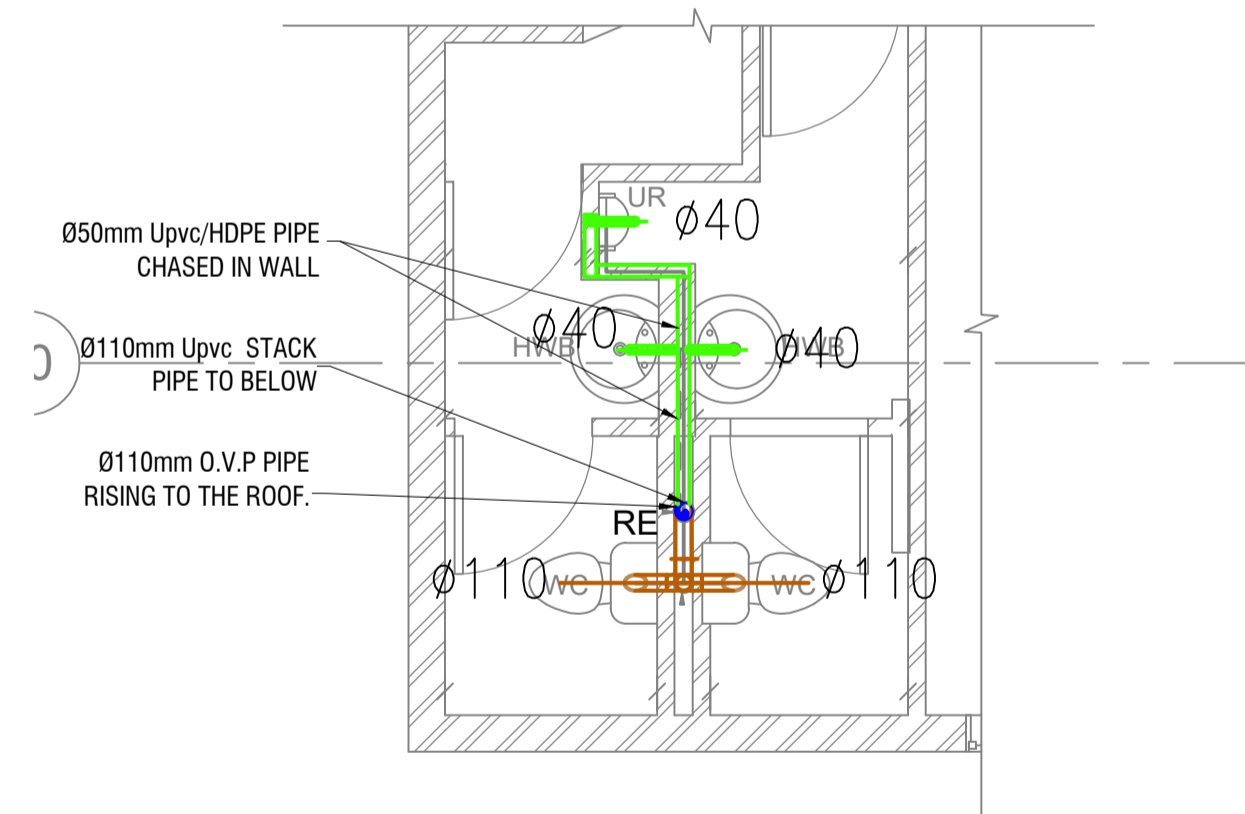 UR
ø40
Ø50mm Upvc/HDPE PIPE
CHASED IN WALL
ø40
HWB
ø40
HWB
0
Ø110mm Upvc STACK
PIPE TO BELOW
Ø110mm O.V.P PIPE
RISING TO THE ROOF.
RE
ø110
WC
WC
ø110